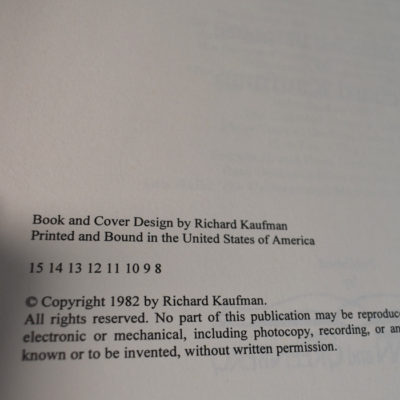 Book and Cover Design by Richard Kaufman
Printed and Bound in the United States of America
15 14 13 12 11 10 9 8
© Copyright 1982 by Richard Kaufman.
All rights reserved. No part of this publication may be
electronic or mechanical, including photocopy, recording, or
known or to be invented, without written permission.